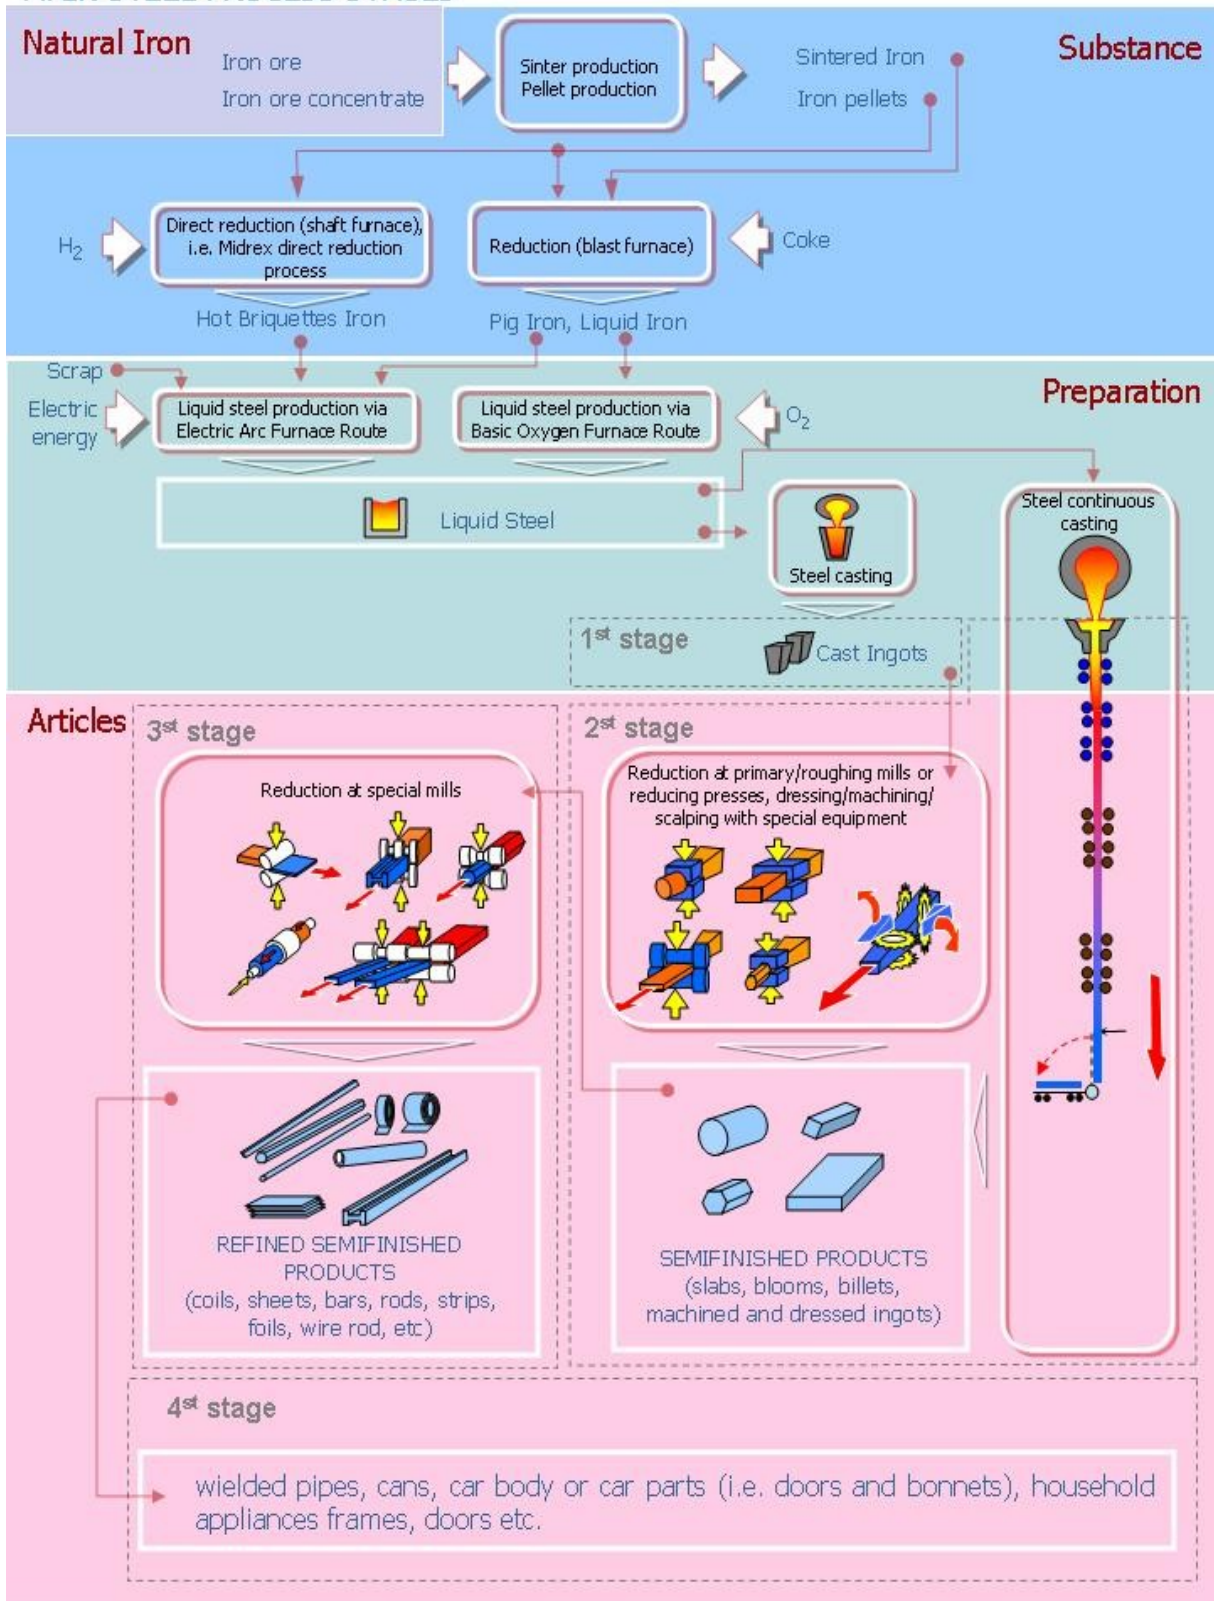 Natural Iron
Iron ore
Iron ore concentrate
Sinter production
Pellet production
Sintered Iron
Iron pellets
Substance
H2
Direct reduction (shaft furnace),
i.e. Midrex direct reduction
process
Reduction (blast furnace)
Coke
Hot Briquettes Iron
Pig Iron, Liquid Iron
Scrap
Electric
energy
Liquid steel production via
Electric Arc Furnace Route
Liquid steel production via
Basic Oxygen Furnace Route
O2
Preparation
Liquid Steel
Steel casting
Steel continuous
casting
1st stage
Cast Ingots
Articles
3st stage
Reduction at special mills
2st stage
Reduction at primary/roughing mills or
reducing presses, dressing/machining/
scalping with special equipment
REFINED SEMIFINISHED
PRODUCTS
(coils, sheets, bars, rods, strips,
foils, wire rod, etc)
SEMIFINISHED PRODUCTS
(slabs, blooms, billets,
machined and dressed ingots)
4st stage
wielded pipes, cans, car body or car parts (i.e. doors and bonnets), household
appliances frames, doors etc.